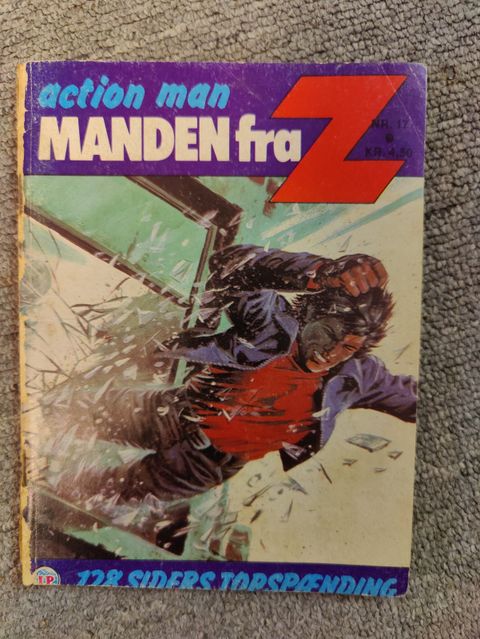 action man
MANDEN fra Z
NR. 17
KR. 4,50
128 SIDERS TOPSPÆNDING
I.P.